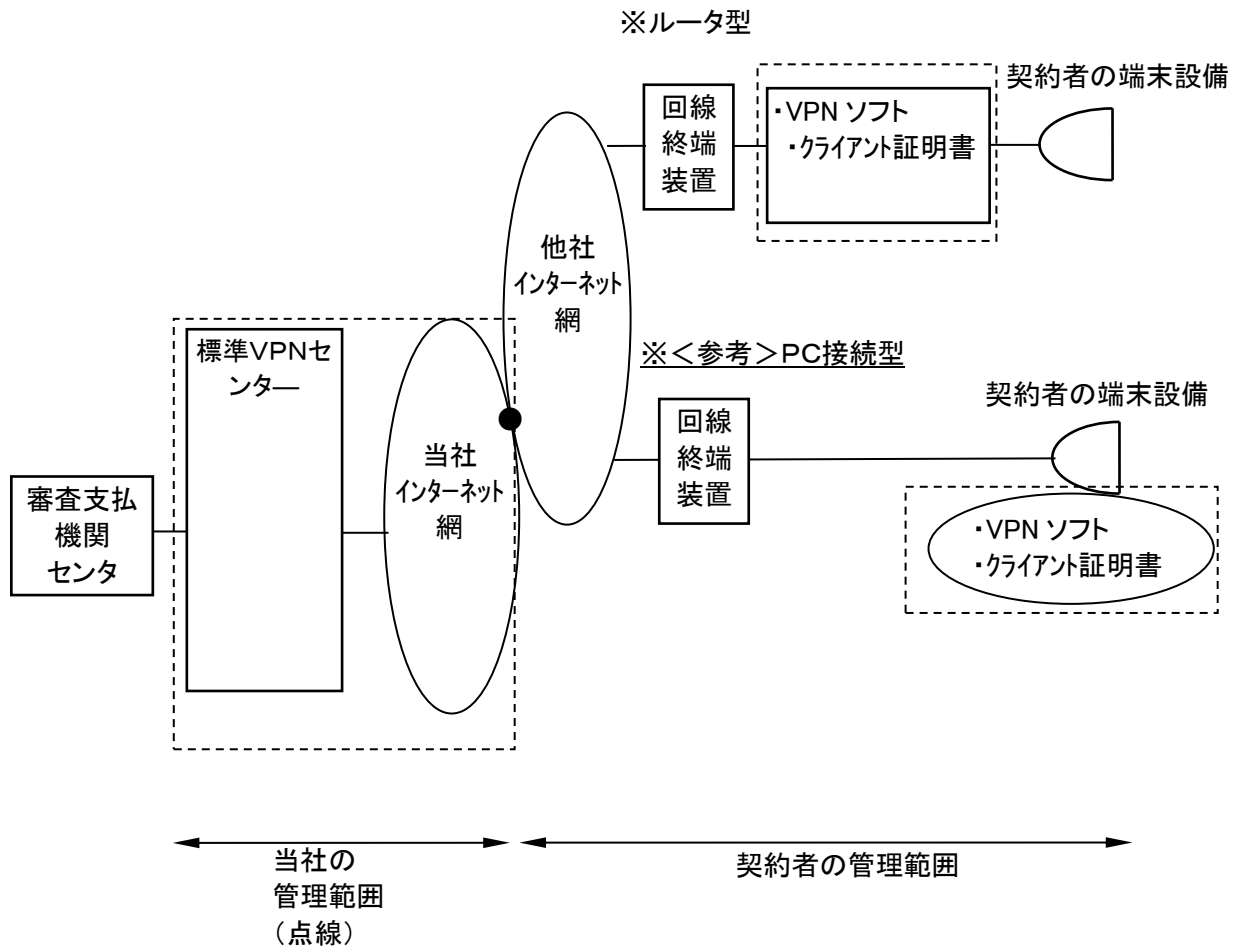 ※ルータ型
契約者の端末設備
回線
終端
装置
・VPN ソフト
・クライアント証明書
他社
インターネット
網
※＜参考＞PC接続型
契約者の端末設備
回線
終端
装置
・VPN ソフト
・クライアント証明書
標準VPNセ
ンター
当社
インターネット
網
審査支払
機関
センタ
当社の
管理範囲
（点線）
契約者の管理範囲